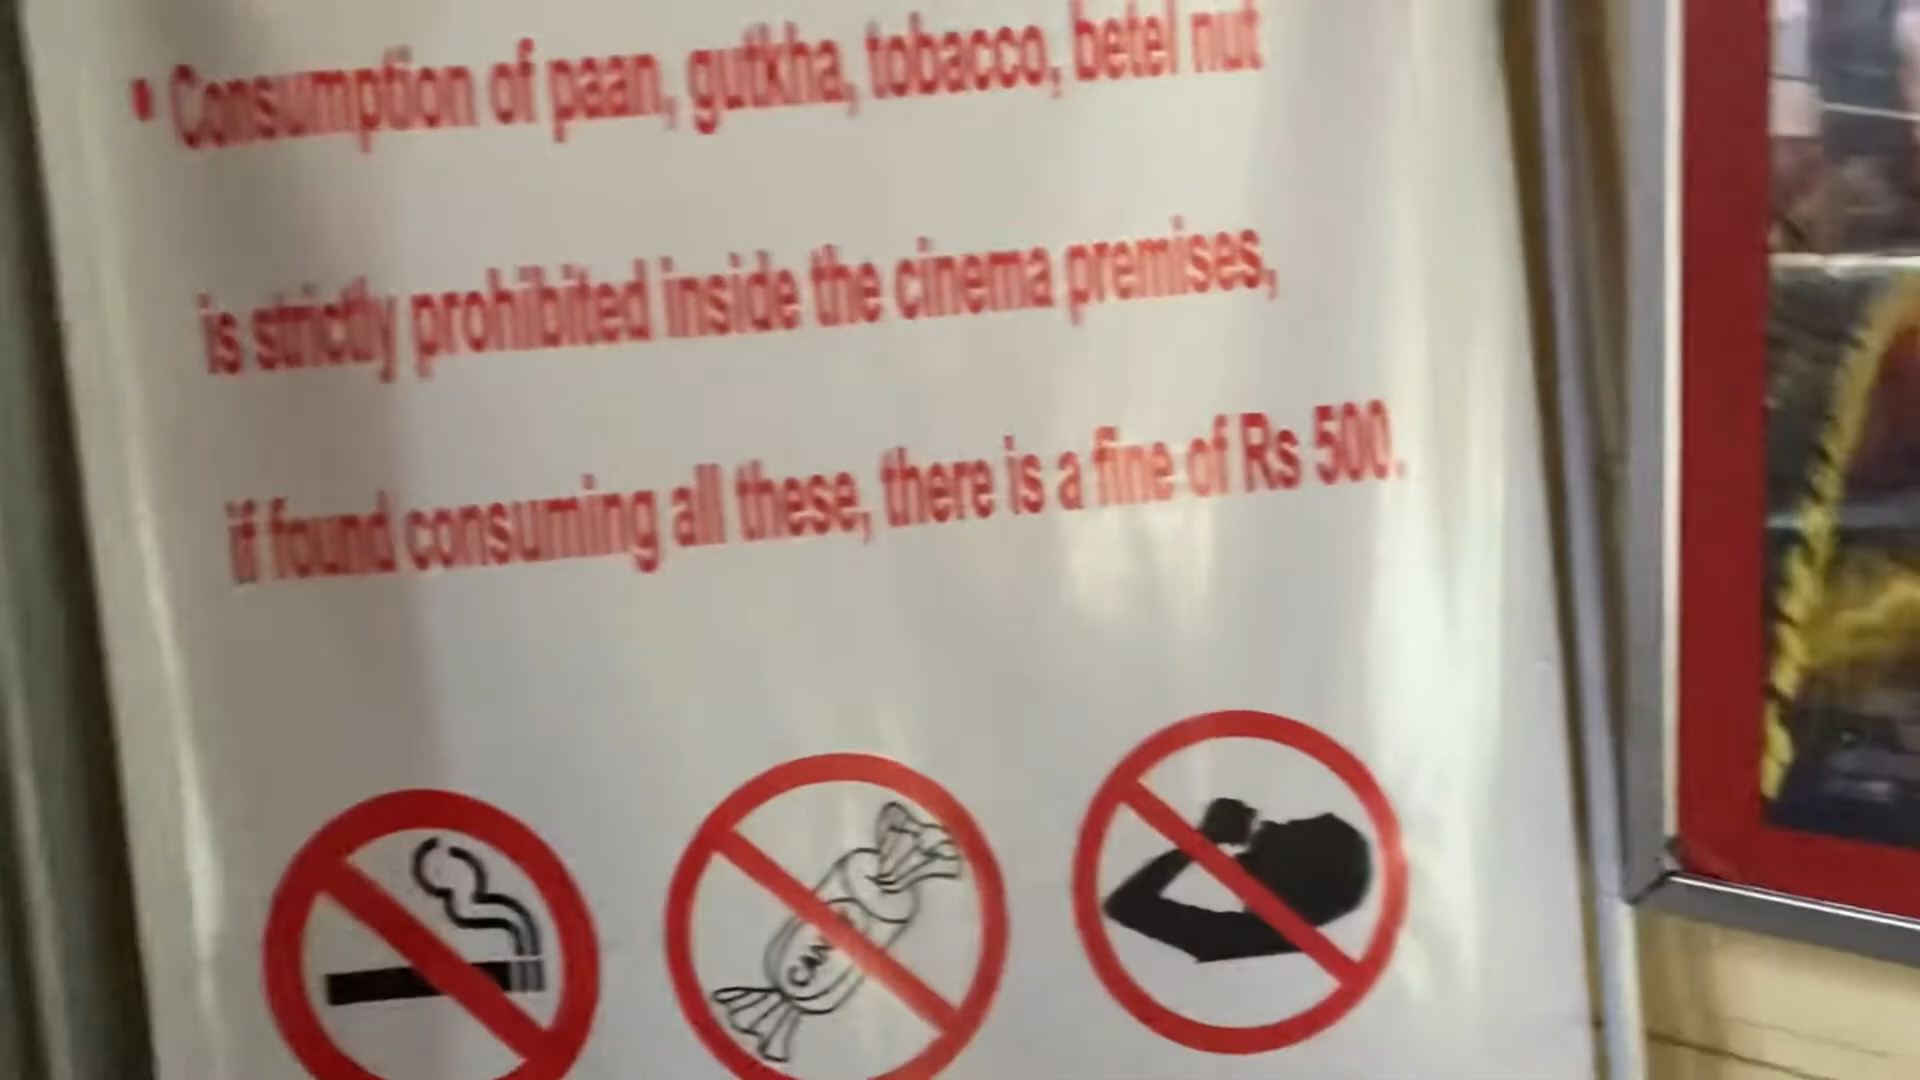 • Consumption of paan, gutkha, tobacco, betel nut
is strictly prohibited inside the cinema premises,
if found consuming all these, there is a fine of Rs 500.
CAN